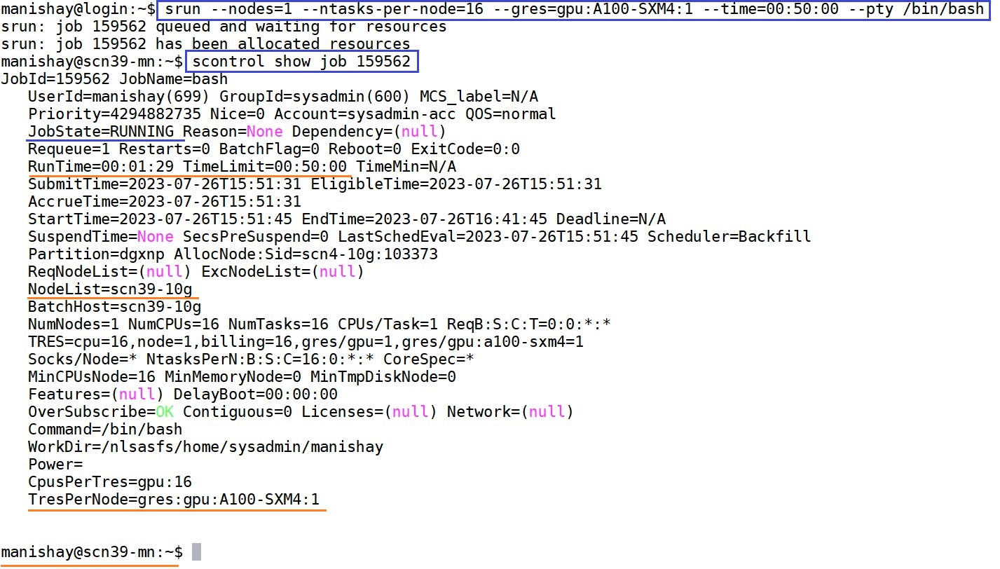 manishay@login:~$ srun --nodes=1 --ntasks-per-node=16 --gres=gpu:A100-SXM4:1 --time=00:50:00 --pty /bin/bash
srun: job 159562 queued and waiting for resources
srun: job 159562 has been allocated resources
manishay@scn39-mn:~$ scontrol show job 159562
JobId=159562 JobName=bash
   UserId=manishay(699) GroupId=sysadmin(600) MCS_label=N/A
   Priority=4294882735 Nice=0 Account=sysadmin-acc QOS=normal
   JobState=RUNNING Reason=None Dependency=(null)
   Requeue=1 Restarts=0 BatchFlag=0 Reboot=0 ExitCode=0:0
   RunTime=00:01:29 TimeLimit=00:50:00 TimeMin=N/A
   SubmitTime=2023-07-26T15:51:31 EligibleTime=2023-07-26T15:51:31
   AccrueTime=2023-07-26T15:51:31
   StartTime=2023-07-26T15:51:45 EndTime=2023-07-26T16:41:45 Deadline=N/A
   SuspendTime=None SecsPreSuspend=0 LastSchedEval=2023-07-26T15:51:45 Scheduler=Backfill
   Partition=dgxnp AllocNode:Sid=scn4-10g:103373
   ReqNodeList=(null) ExcNodeList=(null)
   NodeList=scn39-10g
   BatchHost=scn39-10g
   NumNodes=1 NumCPUs=16 NumTasks=16 CPUs/Task=1 ReqB:S:C:T=0:0:*:*
   TRES=cpu=16,node=1,billing=16,gres/gpu=1,gres/gpu:a100-sxm4=1
   Socks/Node=* NtasksPerN:B:S:C=16:0:*:* CoreSpec=*
   MinCPUsNode=16 MinMemoryNode=0 MinTmpDiskNode=0
   Features=(null) DelayBoot=00:00:00
   OverSubscribe=OK Contiguous=0 Licenses=(null) Network=(null)
   Command=/bin/bash
   WorkDir=/nlsasfs/home/sysadmin/manishay
   Power=
   CpusPerTres=gpu:16
   TresPerNode=gres:gpu:A100-SXM4:1
manishay@scn39-mn:~$